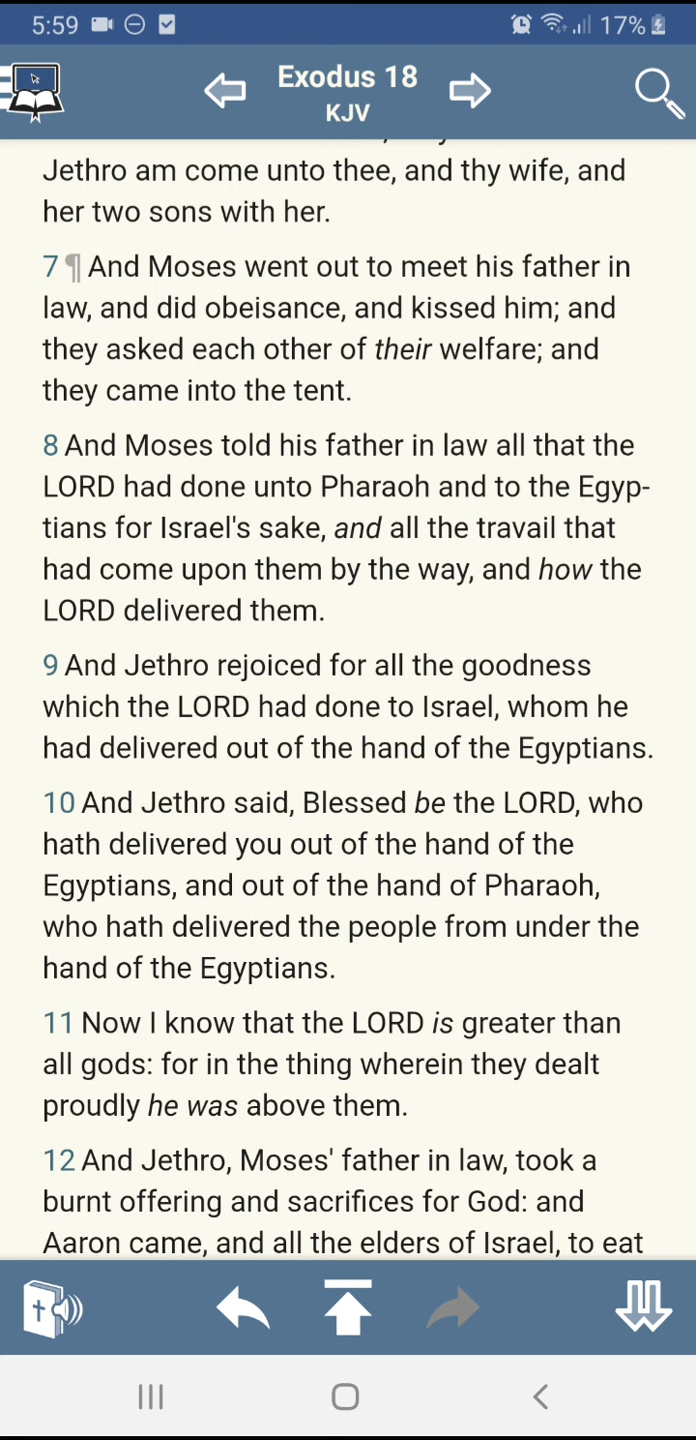 5:59
17%
Exodus 18
KJV
Jethro am come unto thee, and thy wife, and
her two sons with her.
7 ¶ And Moses went out to meet his father in
law, and did obeisance, and kissed him; and
they asked each other of their welfare; and
they came into the tent.
8 And Moses told his father in law all that the
LORD had done unto Pharaoh and to the Egyp-
tians for Israel's sake, and all the travail that
had come upon them by the way, and how the
LORD delivered them.
9 And Jethro rejoiced for all the goodness
which the LORD had done to Israel, whom he
had delivered out of the hand of the Egyptians.
10 And Jethro said, Blessed be the LORD, who
hath delivered you out of the hand of the
Egyptians, and out of the hand of Pharaoh,
who hath delivered the people from under the
hand of the Egyptians.
11 Now I know that the LORD is greater than
all gods: for in the thing wherein they dealt
proudly he was above them.
12 And Jethro, Moses' father in law, took a
burnt offering and sacrifices for God: and
Aaron came, and all the elders of Israel, to eat